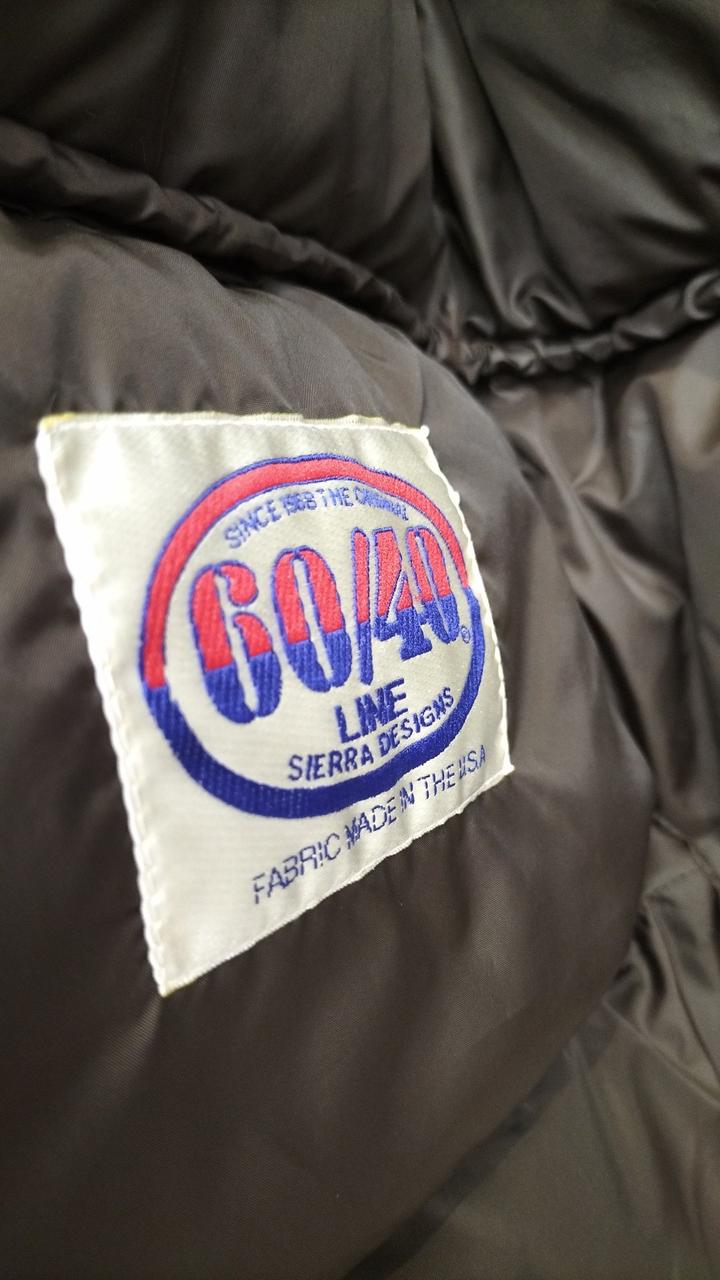 SINCE 1968 THE ORIGINAL
60/40®
LINE
SIERRA DESIGNS
FABRIC MADE IN THE U.S.A